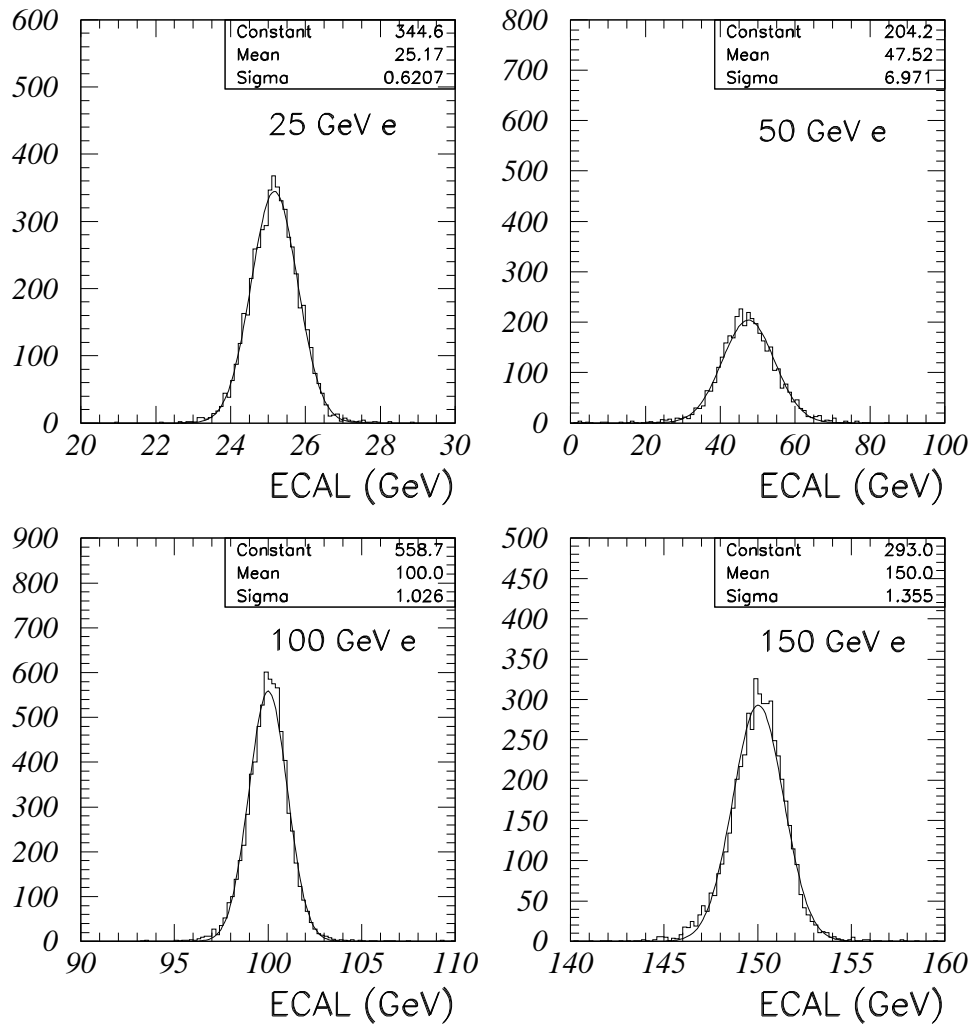 Constant 344.6
Mean 25.17
Sigma 0.6207
25 GeV e
600
500
400
300
200
100
0
20 22 24 26 28 30
ECAL (GeV)
Constant 204.2
Mean 47.52
Sigma 6.971
50 GeV e
800
700
600
500
400
300
200
100
0
0 20 40 60 80 100
ECAL (GeV)
Constant 558.7
Mean 100.0
Sigma 1.026
100 GeV e
900
800
700
600
500
400
300
200
100
0
90 95 100 105 110
ECAL (GeV)
Constant 293.0
Mean 150.0
Sigma 1.355
150 GeV e
500
450
400
350
300
250
200
150
100
50
0
140 145 150 155 160
ECAL (GeV)